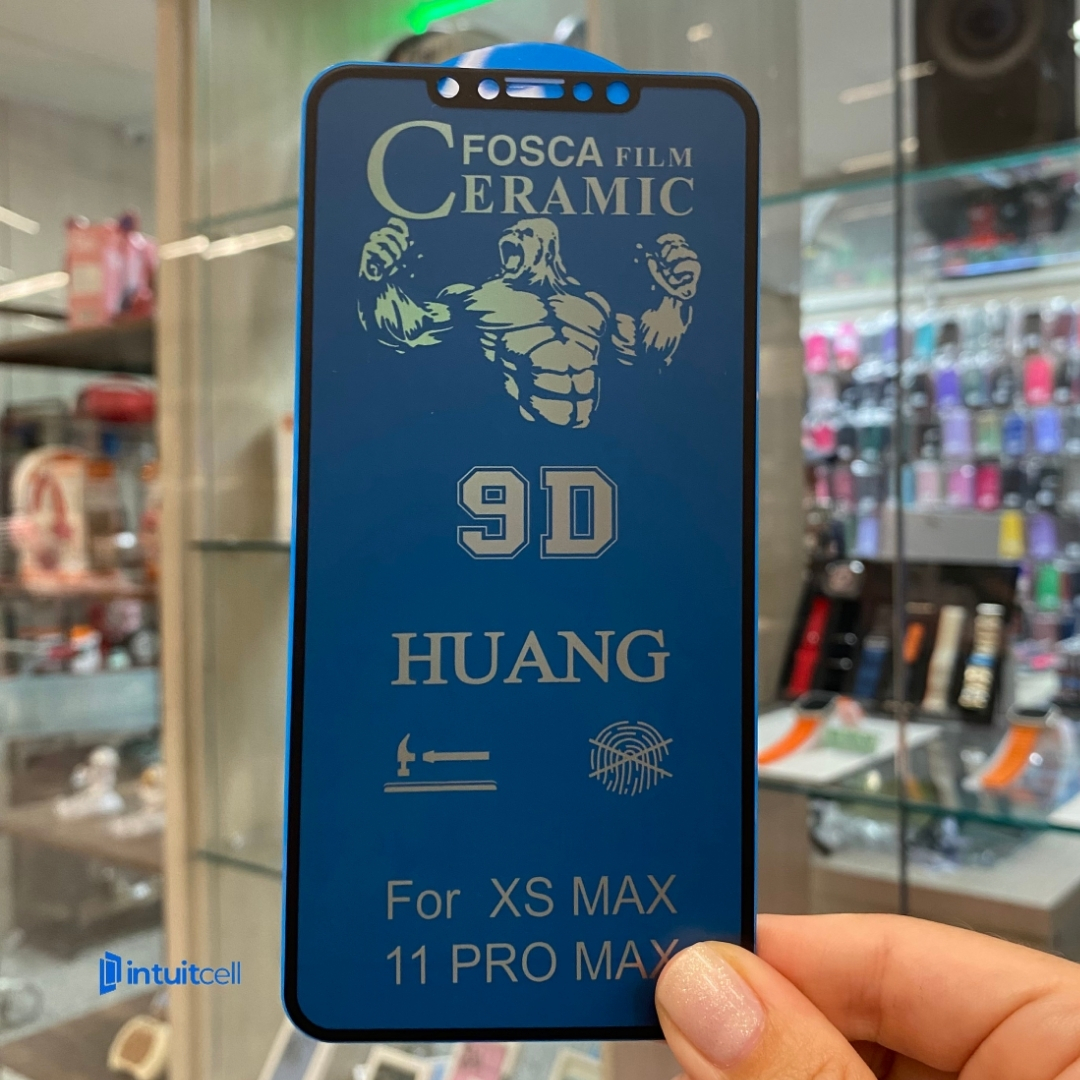 FOSCA FILM
CERAMIC
9D
HUANG
For XS MAX
11 PRO MAX
intuitcell